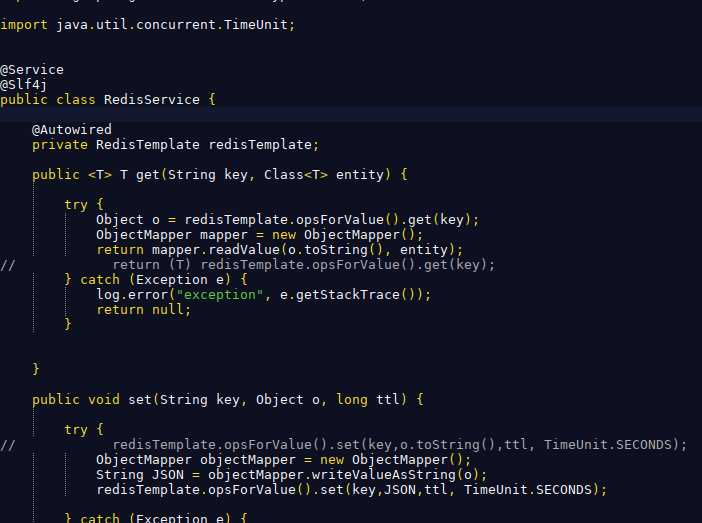 import java.util.concurrent.TimeUnit;
@Service
@Slf4j
public class RedisService {
@Autowired
private RedisTemplate redisTemplate;
public <T> T get(String key, Class<T> entity) {
try {
Object o = redisTemplate.opsForValue().get(key);
ObjectMapper mapper = new ObjectMapper();
return mapper.readValue(o.toString(), entity);
//            return (T) redisTemplate.opsForValue().get(key);
} catch (Exception e) {
log.error("exception", e.getStackTrace());
return null;
}
}
public void set(String key, Object o, long ttl) {
try {
//            redisTemplate.opsForValue().set(key,o.toString(),ttl, TimeUnit.SECONDS);
ObjectMapper objectMapper = new ObjectMapper();
String JSON = objectMapper.writeValueAsString(o);
redisTemplate.opsForValue().set(key,JSON,ttl, TimeUnit.SECONDS);
} catch (Exception e) {